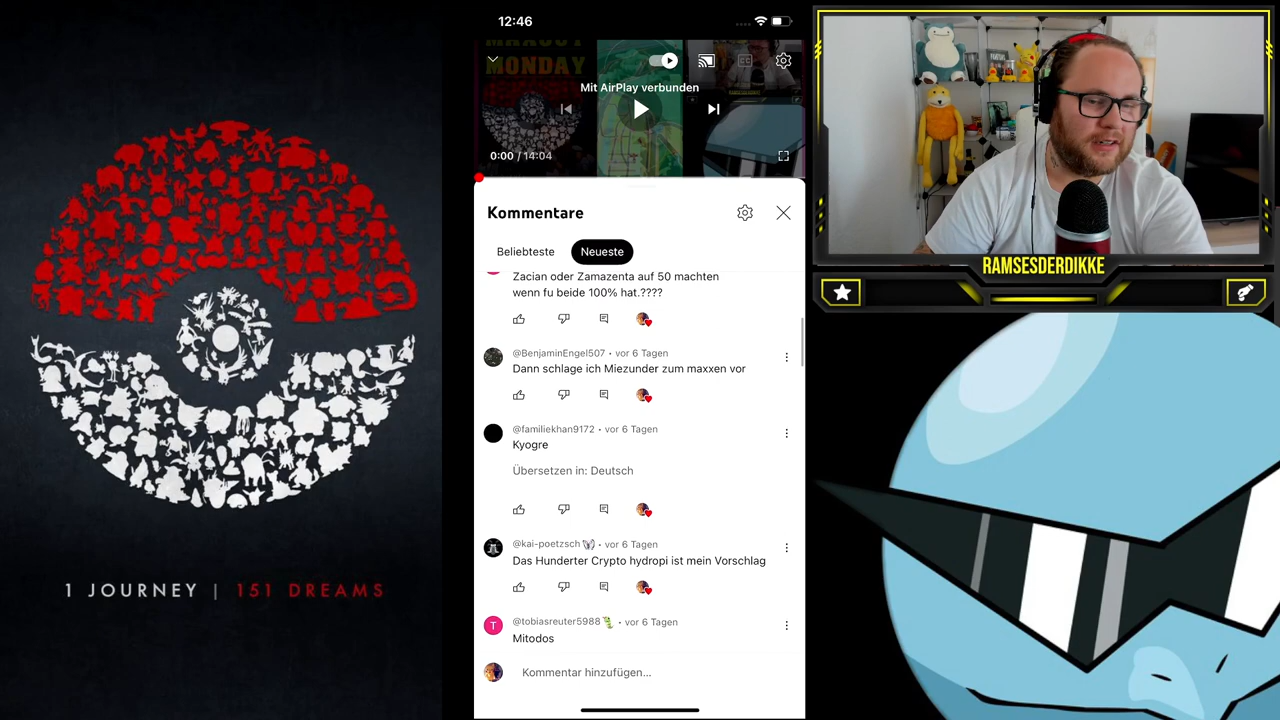 12:46
MAXOUT
MONDAY
CC
Mit AirPlay verbunden
0:00 / 14:04
Kommentare
Beliebteste
Neueste
Zacian oder Zamazenta auf 50 machten
wenn fu beide 100% hat.????
@BenjaminEngel507 • vor 6 Tagen
Dann schlage ich Miezunder zum maxxen vor
@familiekhan9172 • vor 6 Tagen
Kyogre
Übersetzen in: Deutsch
@kai-poetzsch • vor 6 Tagen
Das Hunderter Crypto hydropi ist mein Vorschlag
T
@tobiasreuter5988 • vor 6 Tagen
Mitodos
Kommentar hinzufügen...
1 JOURNEY | 151 DREAMS
RAMSESDERDIKKE